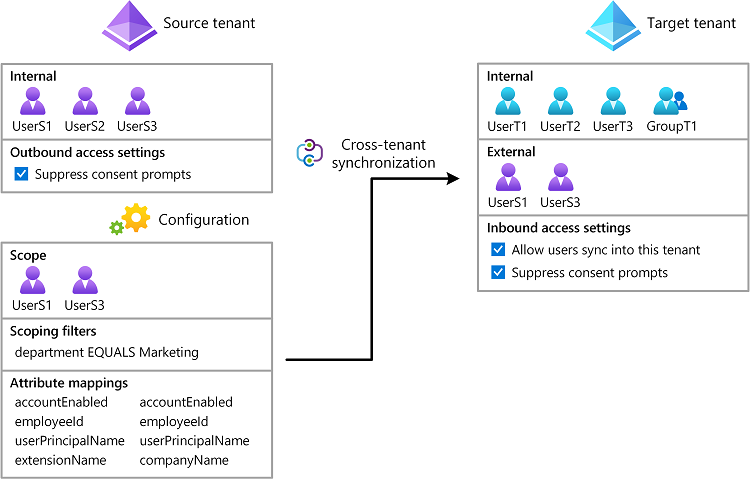 Source tenant
Internal
UserS1 UserS2 UserS3
Outbound access settings
Suppress consent prompts
Configuration
Scope
UserS1 UserS3
Scoping filters
department EQUALS Marketing
Attribute mappings
accountEnabled accountEnabled
employeeId employeeId
userPrincipalName userPrincipalName
extensionName companyName
Cross-tenant
synchronization
Target tenant
Internal
UserT1 UserT2 UserT3 GroupT1
External
UserS1 UserS3
Inbound access settings
Allow users sync into this tenant
Suppress consent prompts